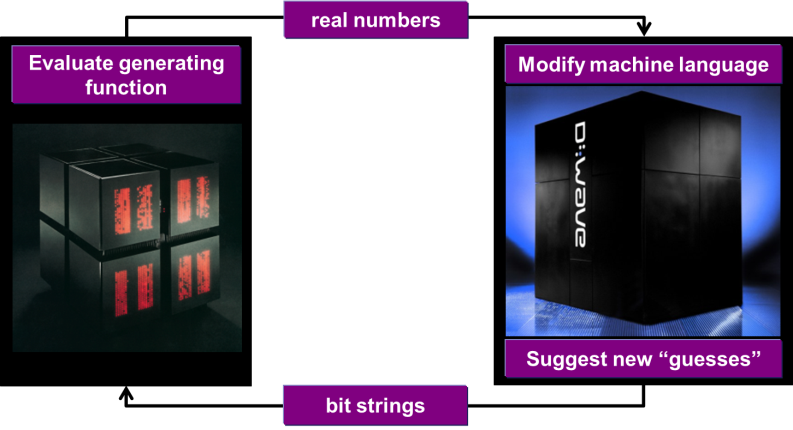 real numbers
Evaluate generating
function
Modify machine language
D:wave
Suggest new “guesses”
bit strings